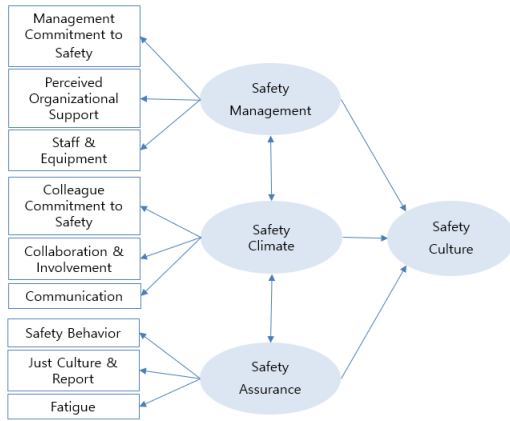 Management
Commitment to
Safety
Perceived
Organizational
Support
Staff &
Equipment
Colleague
Commitment to
Safety
Collaboration &
Involvement
Communication
Safety Behavior
Just Culture &
Report
Fatigue
Safety
Management
Safety
Climate
Safety
Assurance
Safety
Culture